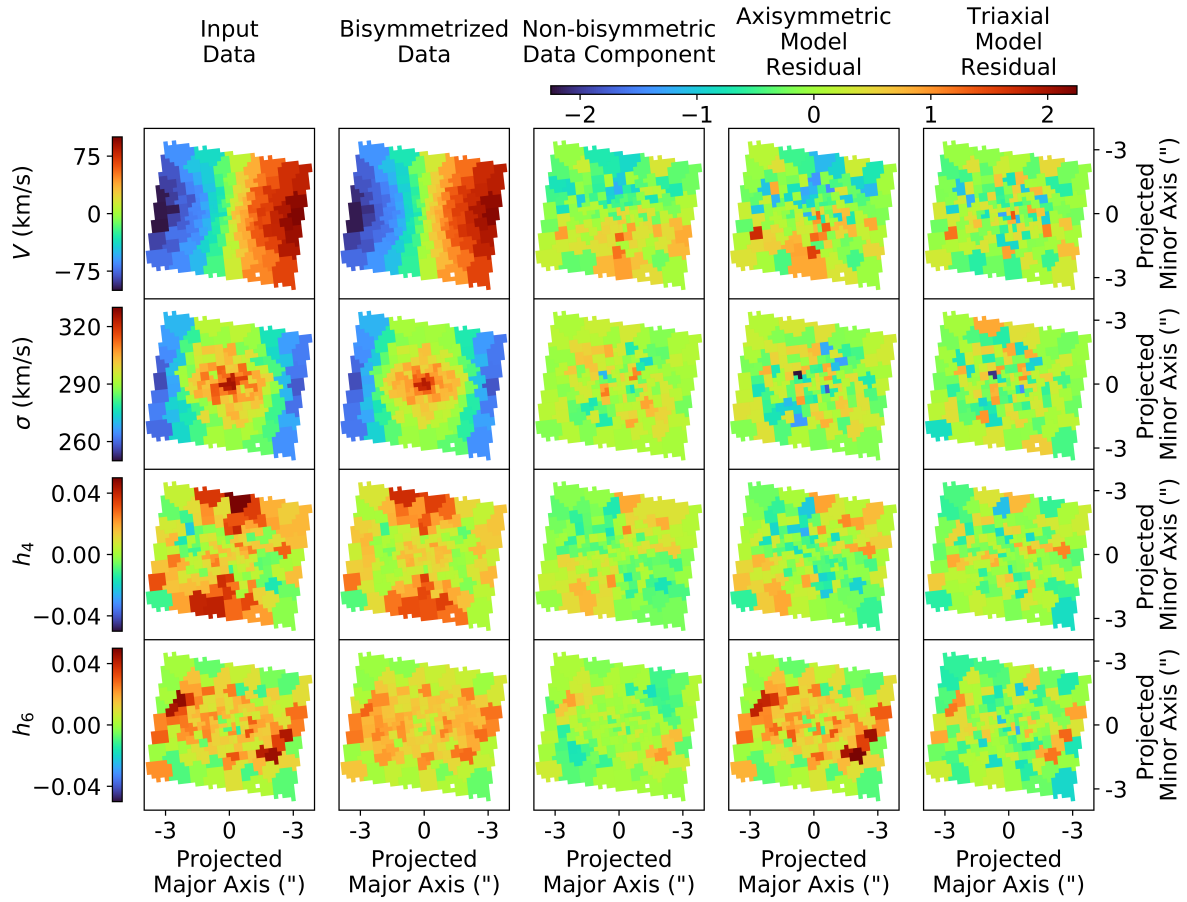 Input
Data
Bisymmetrized
Data
Non-bisymmetric
Data Component
Axisymmetric
Model
Residual
Triaxial
Model
Residual
−2 −1 0 1 2
V (km/s)
75
0
−75
-3
0
-3
Projected
Minor Axis (")
σ (km/s)
320
290
260
-3
0
-3
Projected
Minor Axis (")
h4
0.04
0.00
−0.04
-3
0
-3
Projected
Minor Axis (")
h6
0.04
0.00
−0.04
-3
0
-3
Projected
Minor Axis (")
-3 0 -3
Projected
Major Axis (")
-3 0 -3
Projected
Major Axis (")
-3 0 -3
Projected
Major Axis (")
-3 0 -3
Projected
Major Axis (")
-3 0 -3
Projected
Major Axis (")